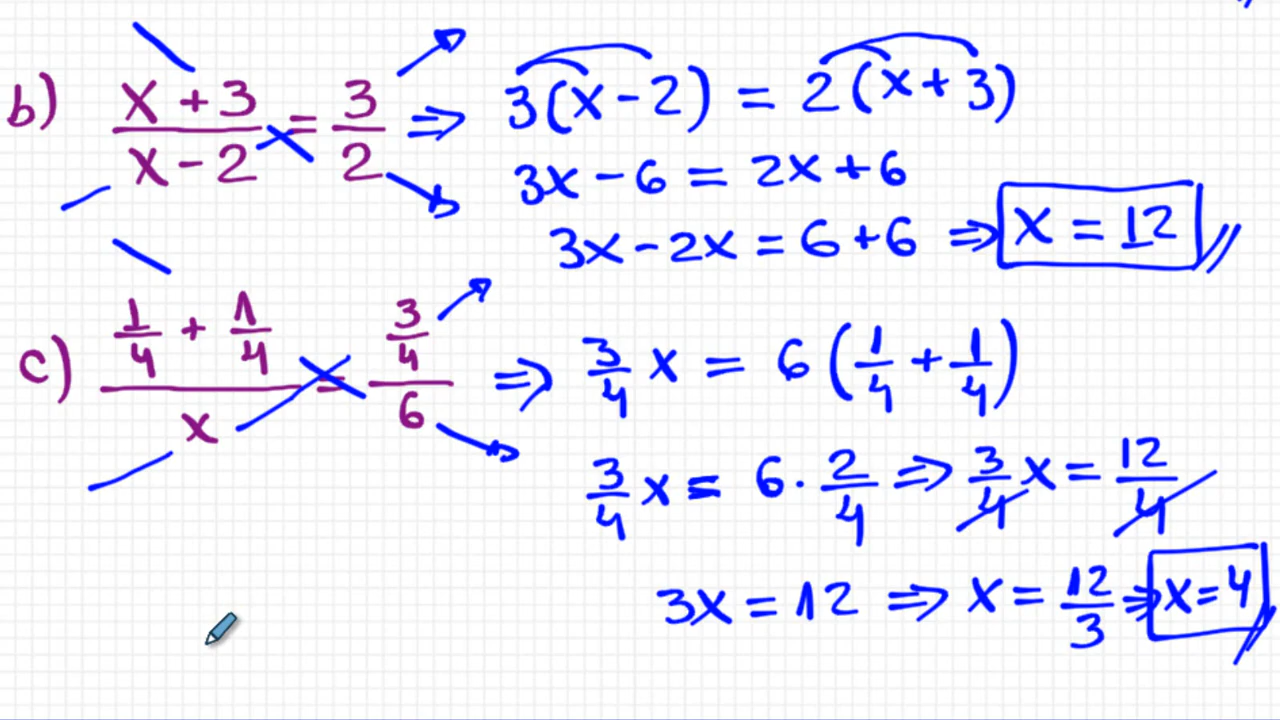 b) (x + 3)/(x - 2) = 3/2 ⇒ 3(x - 2) = 2(x + 3)
3x - 6 = 2x + 6
3x - 2x = 6 + 6 ⇒ x = 12
c) (1/4 + 1/4)/x = (3/4)/6 ⇒ 3/4 x = 6(1/4 + 1/4)
3/4 x = 6 · 2/4 ⇒ 3/4 x = 12/4
3x = 12 ⇒ x = 12/3 ⇒ x = 4